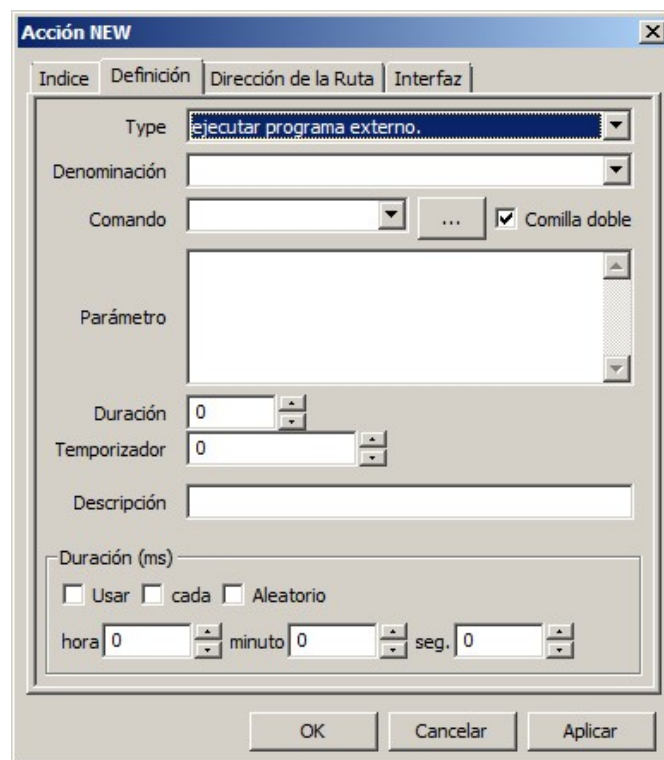 Acción NEW
Indice Definición Dirección de la Ruta Interfaz
Type ejecutar programa externo.
Denominación
Comando ... Comilla doble
Parámetro
Duración 0
Temporizador 0
Descripción
Duración (ms)
Usar cada Aleatorio
hora 0 minuto 0 seg. 0
OK Cancelar Aplicar